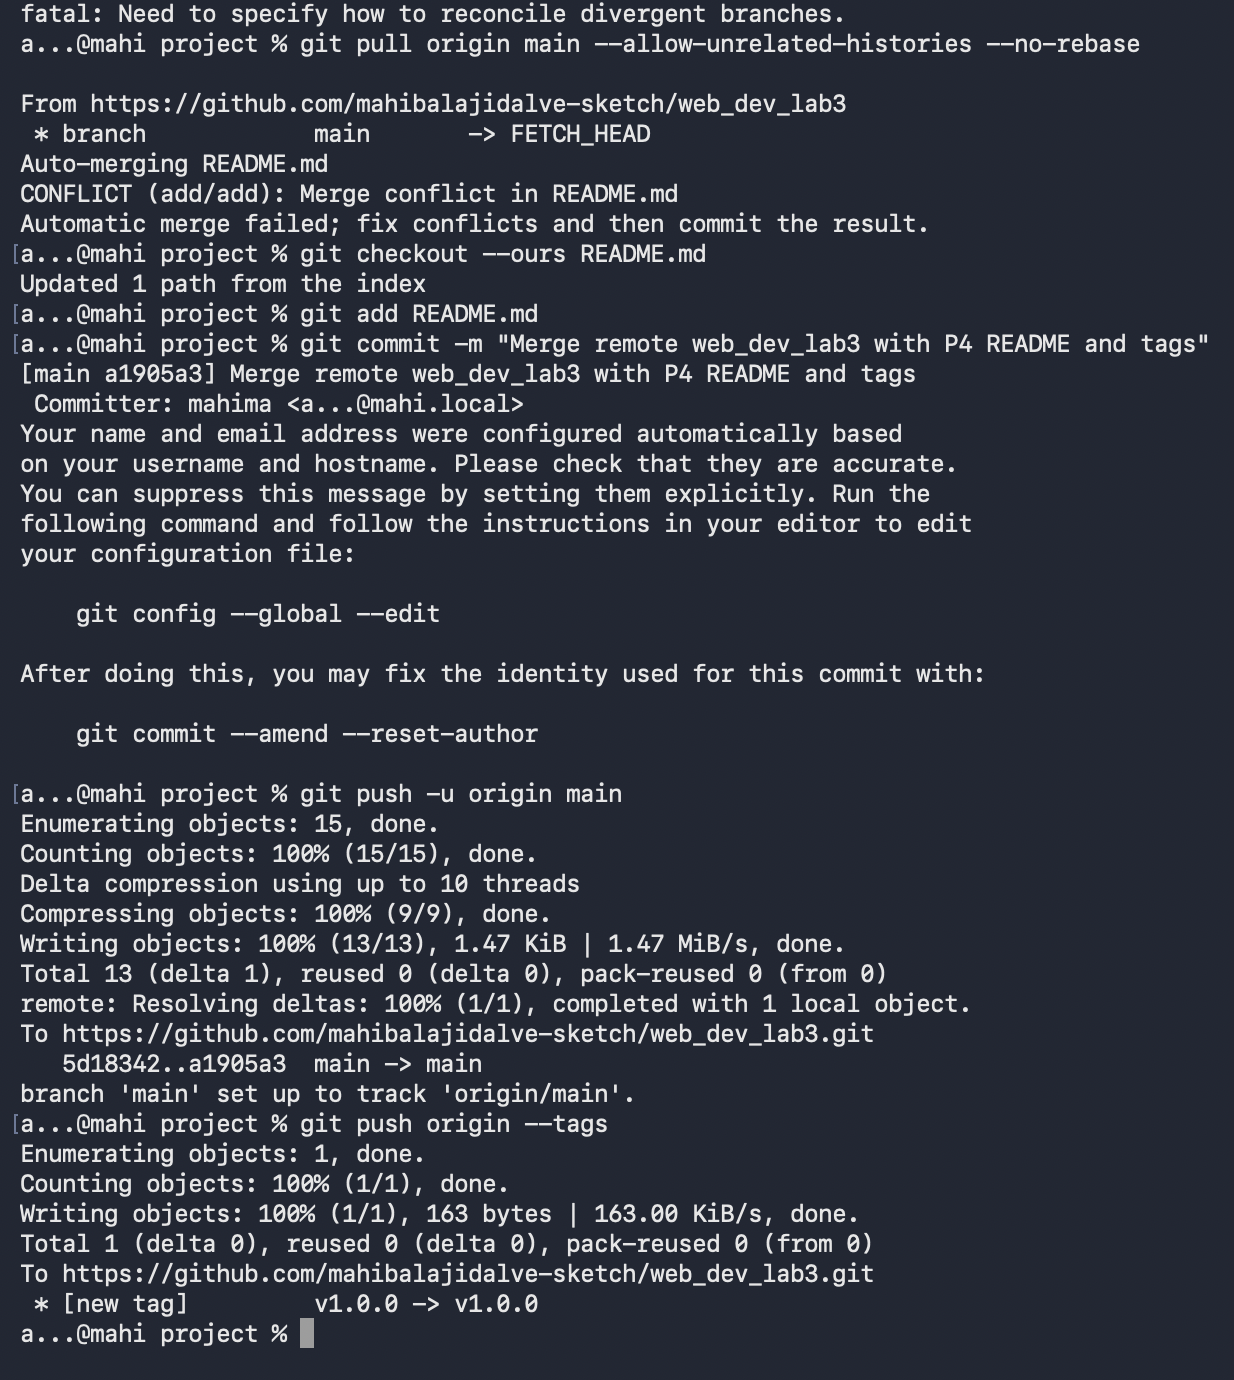 fatal: Need to specify how to reconcile divergent branches.
a...@mahi project % git pull origin main --allow-unrelated-histories --no-rebase
From https://github.com/mahibalajidalve-sketch/web_dev_lab3
 * branch            main       -> FETCH_HEAD
Auto-merging README.md
CONFLICT (add/add): Merge conflict in README.md
Automatic merge failed; fix conflicts and then commit the result.
[a...@mahi project % git checkout --ours README.md
Updated 1 path from the index
[a...@mahi project % git add README.md
[a...@mahi project % git commit -m "Merge remote web_dev_lab3 with P4 README and tags"
[main a1905a3] Merge remote web_dev_lab3 with P4 README and tags
 Committer: mahima <a...@mahi.local>
Your name and email address were configured automatically based
on your username and hostname. Please check that they are accurate.
You can suppress this message by setting them explicitly. Run the
following command and follow the instructions in your editor to edit
your configuration file:
    git config --global --edit
After doing this, you may fix the identity used for this commit with:
    git commit --amend --reset-author
[a...@mahi project % git push -u origin main
Enumerating objects: 15, done.
Counting objects: 100% (15/15), done.
Delta compression using up to 10 threads
Compressing objects: 100% (9/9), done.
Writing objects: 100% (13/13), 1.47 KiB | 1.47 MiB/s, done.
Total 13 (delta 1), reused 0 (delta 0), pack-reused 0 (from 0)
remote: Resolving deltas: 100% (1/1), completed with 1 local object.
To https://github.com/mahibalajidalve-sketch/web_dev_lab3.git
   5d18342..a1905a3  main -> main
branch 'main' set up to track 'origin/main'.
[a...@mahi project % git push origin --tags
Enumerating objects: 1, done.
Counting objects: 100% (1/1), done.
Writing objects: 100% (1/1), 163 bytes | 163.00 KiB/s, done.
Total 1 (delta 0), reused 0 (delta 0), pack-reused 0 (from 0)
To https://github.com/mahibalajidalve-sketch/web_dev_lab3.git
 * [new tag]         v1.0.0 -> v1.0.0
a...@mahi project %